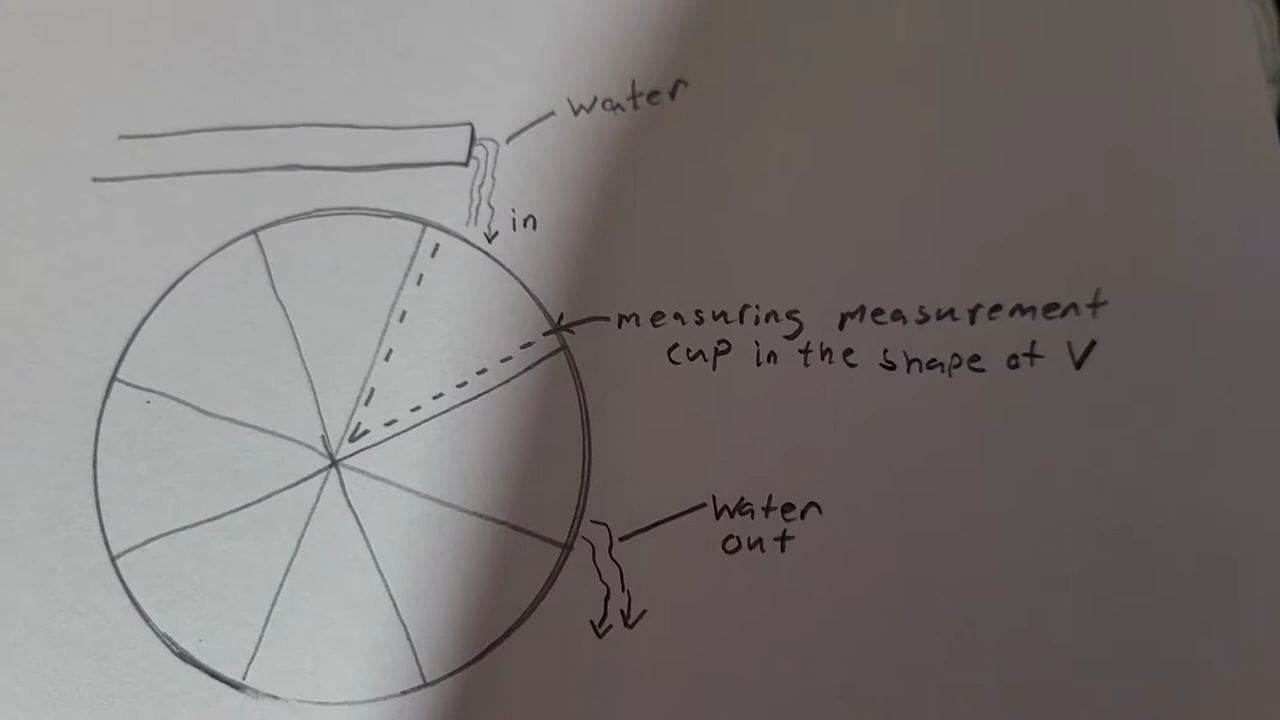 Water
in
measuring measurement
cup in the shape of V
Water
out